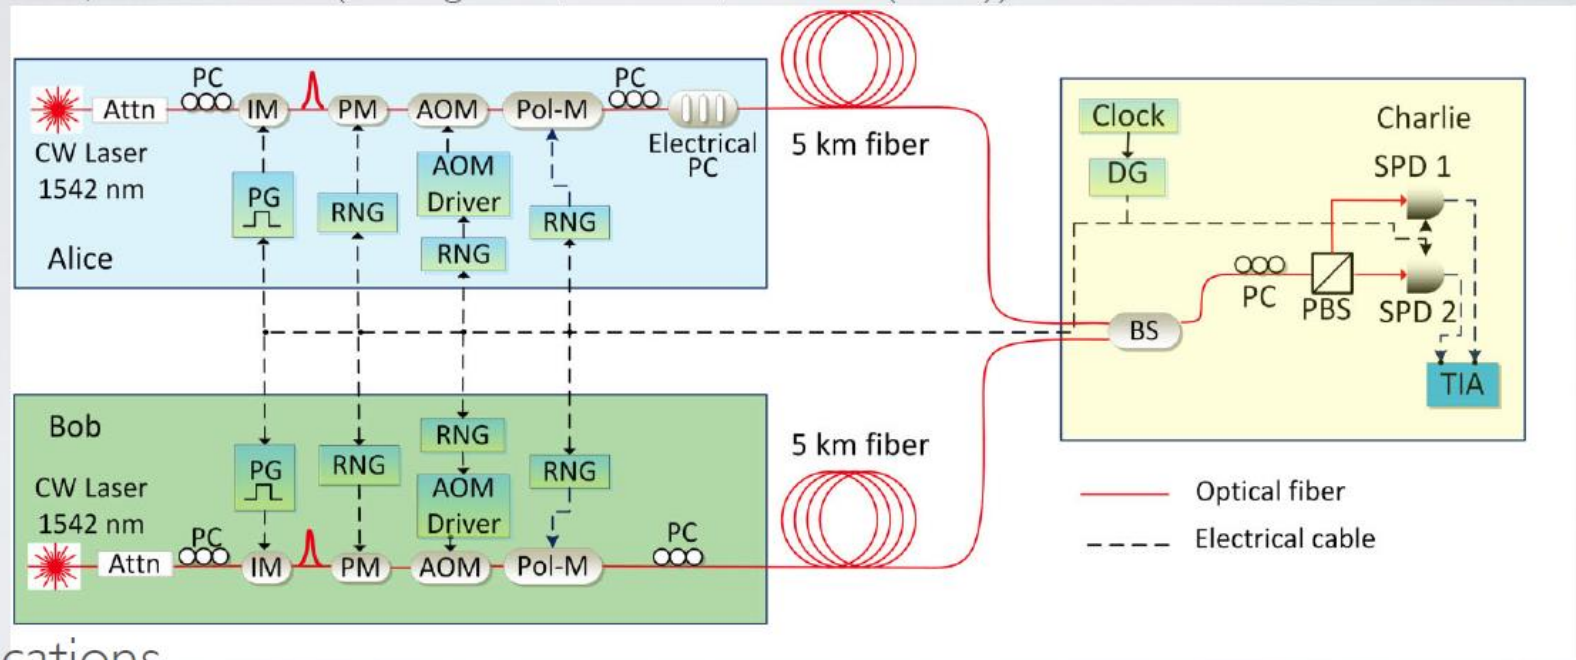 PC
PC
Attn
IM
PM
AOM
Pol-M
CW Laser
1542 nm
Electrical
PC
PG
RNG
AOM
Driver
RNG
RNG
Alice
5 km fiber
Clock
DG
Charlie
SPD 1
PC
PBS
SPD 2
BS
TIA
Bob
PG
RNG
RNG
AOM
Driver
RNG
CW Laser
1542 nm
PC
PC
Attn
IM
PM
AOM
Pol-M
5 km fiber
Optical fiber
Electrical cable
cations